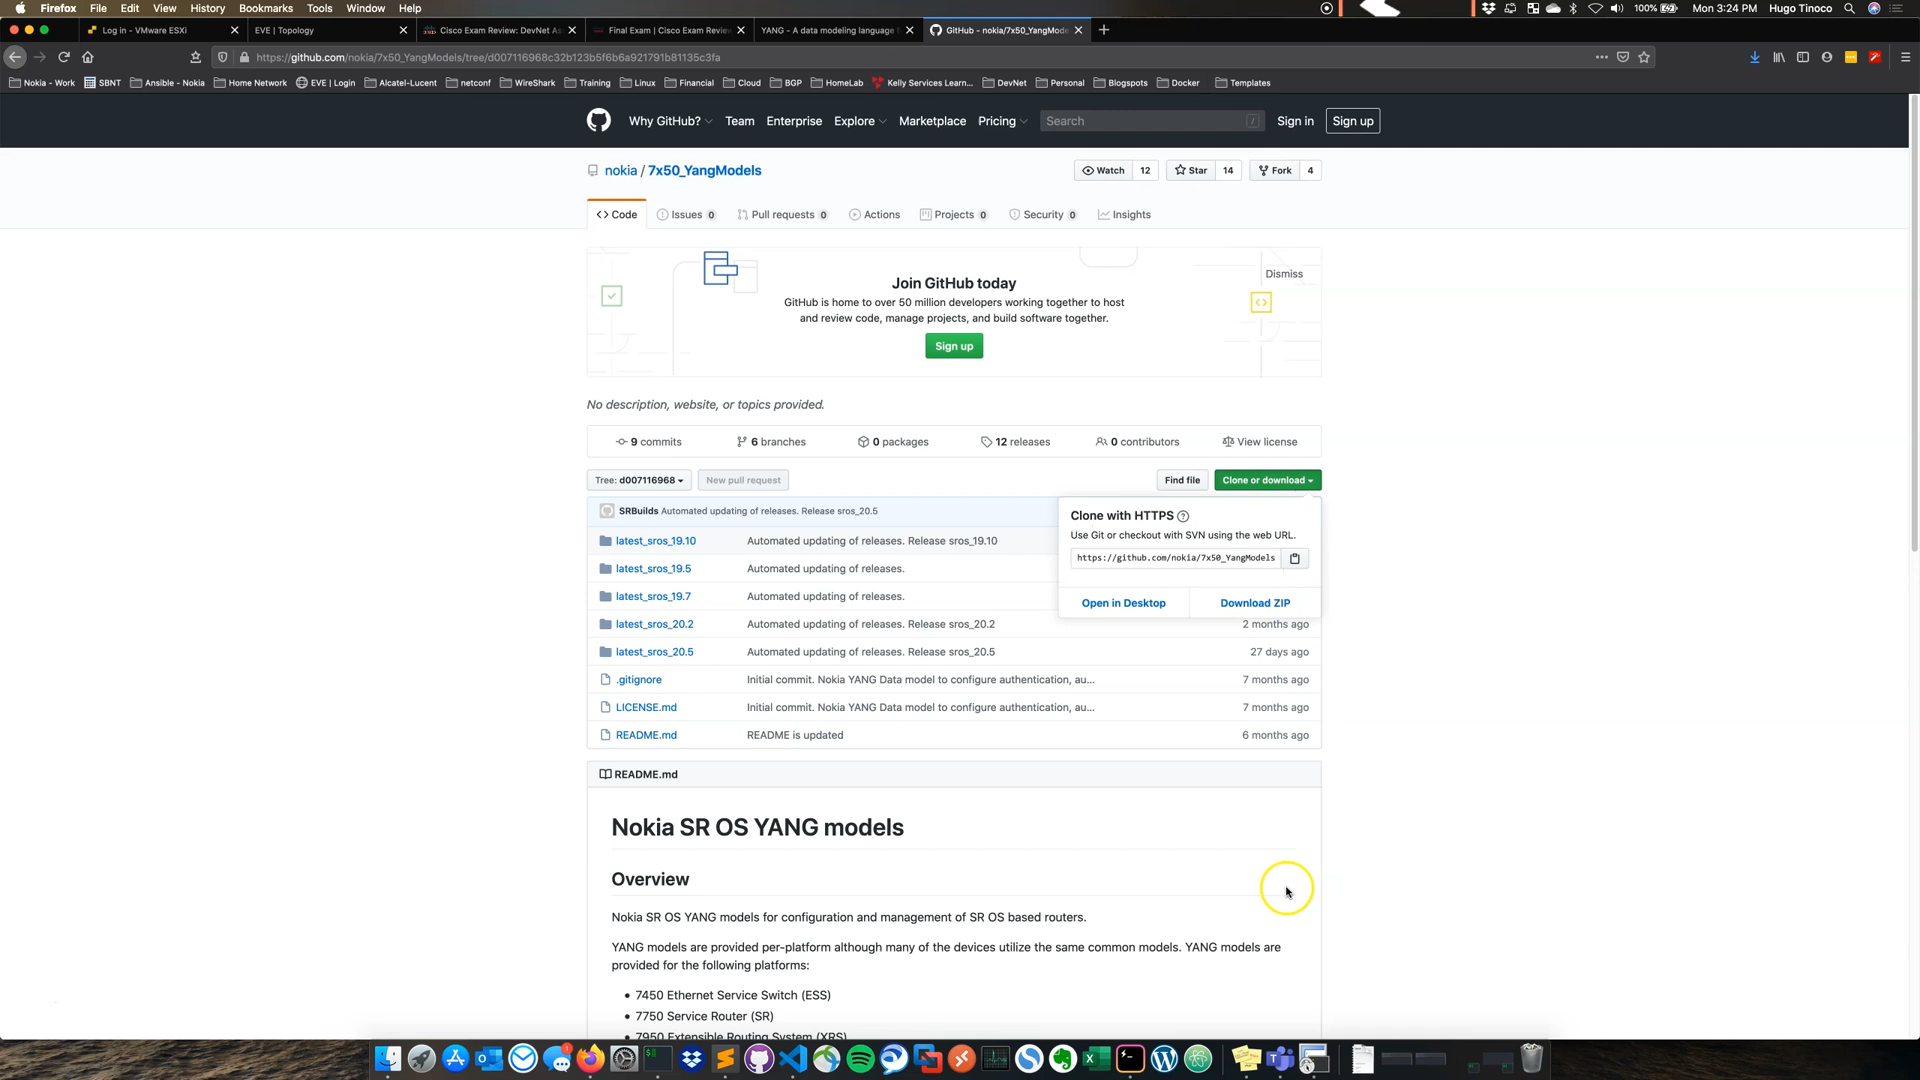 Firefox File Edit View History Bookmarks Tools Window Help 100% Mon 3:24 PM Hugo Tinoco
Log in - VMware ESXi EVE | Topology Cisco Exam Review: DevNet As Final Exam | Cisco Exam Review YANG - A data modeling language GitHub - nokia/7x50_YangMode
https://github.com/nokia/7x50_YangModels/tree/d007116968c32b123b5f6b6a921791b81135c3fa
Nokia - Work SBNT Ansible - Nokia Home Network EVE | Login Alcatel-Lucent netconf WireShark Training Linux Financial Cloud BGP HomeLab Kelly Services Learn... DevNet Personal Blogspots Docker Templates
Why GitHub? Team Enterprise Explore Marketplace Pricing Search / Sign in Sign up
nokia / 7x50_YangModels Watch 12 Star 14 Fork 4
Code Issues 0 Pull requests 0 Actions Projects 0 Security 0 Insights
Dismiss
Join GitHub today
GitHub is home to over 50 million developers working together to host
and review code, manage projects, and build software together.
Sign up
No description, website, or topics provided.
9 commits 6 branches 0 packages 12 releases 0 contributors View license
Tree: d007116968 New pull request Find file Clone or download
SRBuilds Automated updating of releases. Release sros_20.5
Clone with HTTPS
Use Git or checkout with SVN using the web URL.
https://github.com/nokia/7x50_YangModels
Open in Desktop Download ZIP
latest_sros_19.10 Automated updating of releases. Release sros_19.10
latest_sros_19.5 Automated updating of releases.
latest_sros_19.7 Automated updating of releases.
latest_sros_20.2 Automated updating of releases. Release sros_20.2 2 months ago
latest_sros_20.5 Automated updating of releases. Release sros_20.5 27 days ago
.gitignore Initial commit. Nokia YANG Data model to configure authentication, au... 7 months ago
LICENSE.md Initial commit. Nokia YANG Data model to configure authentication, au... 7 months ago
README.md README is updated 6 months ago
README.md
Nokia SR OS YANG models
Overview
Nokia SR OS YANG models for configuration and management of SR OS based routers.
YANG models are provided per-platform although many of the devices utilize the same common models. YANG models are
provided for the following platforms:
• 7450 Ethernet Service Switch (ESS)
• 7750 Service Router (SR)
• 7950 Extensible Routing System (XRS)